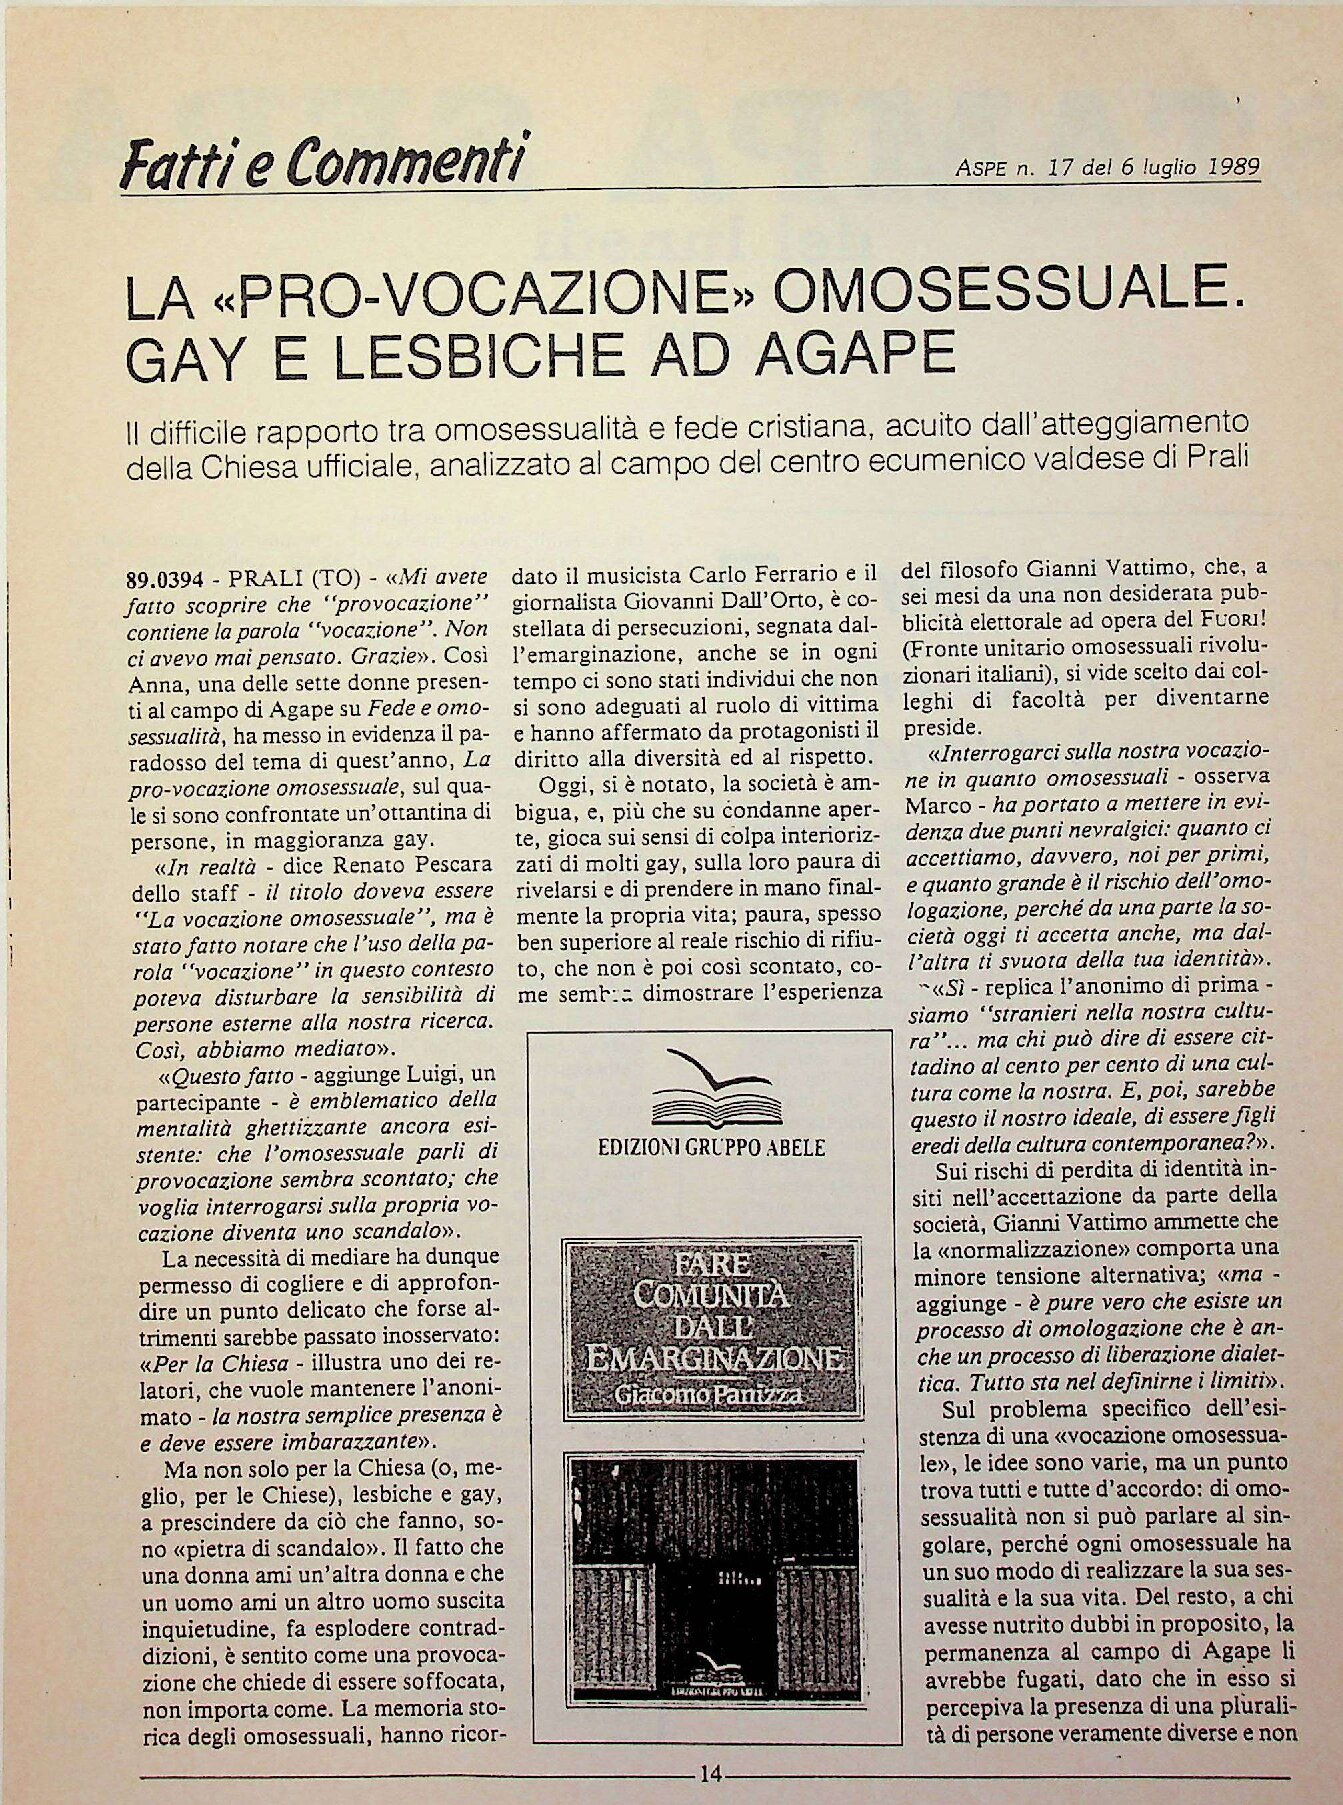 Fatti e Commenti
ASPE n. 17 del 6 luglio 1989
LA «PRO-VOCAZIONE» OMOSESSUALE.
GAY E LESBICHE AD AGAPE
Il difficile rapporto tra omosessualità e fede cristiana, acuito dall'atteggiamento
della Chiesa ufficiale, analizzato al campo del centro ecumenico valdese di Prali
89.0394 - PRALI (TO) - «Mi avete
fatto scoprire che "provocazione"
contiene la parola "vocazione". Non
ci avevo mai pensato. Grazie». Così
Anna, una delle sette donne presen-
ti al campo di Agape su Fede e omo-
sessualità, ha messo in evidenza il pa-
radosso del tema di quest'anno, La
pro-vocazione omosessuale, sul qua-
le si sono confrontate un'ottantina di
persone, in maggioranza gay.
«In realtà - dice Renato Pescara
dello staff - il titolo doveva essere
"La vocazione omosessuale", ma è
stato fatto notare che l'uso della pa-
rola "vocazione" in questo contesto
poteva disturbare la sensibilità di
persone esterne alla nostra ricerca.
Così, abbiamo mediato».
«Questo fatto - aggiunge Luigi, un
partecipante - è emblematico della
mentalità ghettizzante ancora esi-
stente: che l'omosessuale parli di
provocazione sembra scontato; che
voglia interrogarsi sulla propria vo-
cazione diventa uno scandalo».
La necessità di mediare ha dunque
permesso di cogliere e di approfon-
dire un punto delicato che forse al-
trimenti sarebbe passato inosservato:
«Per la Chiesa - illustra uno dei re-
latori, che vuole mantenere l'anoni-
mato - la nostra semplice presenza è
e deve essere imbarazzante».
Ma non solo per la Chiesa (o, me-
glio, per le Chiese), lesbiche e gay,
a prescindere da ciò che fanno, so-
no «pietra di scandalo». Il fatto che
una donna ami un'altra donna e che
un uomo ami un altro uomo suscita
inquietudine, fa esplodere contrad-
dizioni, è sentito come una provoca-
zione che chiede di essere soffocata,
non importa come. La memoria sto-
rica degli omosessuali, hanno ricor-
dato il musicista Carlo Ferrario e il
giornalista Giovanni Dall'Orto, è co-
stellata di persecuzioni, segnata dal-
l'emarginazione, anche se in ogni
tempo ci sono stati individui che non
si sono adeguati al ruolo di vittima
e hanno affermato da protagonisti il
diritto alla diversità ed al rispetto.
Oggi, si è notato, la società è am-
bigua, e, più che su condanne aper-
te, gioca sui sensi di colpa interioriz-
zati di molti gay, sulla loro paura di
rivelarsi e di prendere in mano final-
mente la propria vita; paura, spesso
ben superiore al reale rischio di rifiu-
to, che non è poi così scontato, co-
me sembra dimostrare l'esperienza
EDIZIONI GRUPPO ABELE
FARE
COMUNITÀ
DALL'
EMARGINAZIONE
Giacomo Panizza
EDIZIONI GRUPPO ABELE
del filosofo Gianni Vattimo, che, a
sei mesi da una non desiderata pub-
blicità elettorale ad opera del FUORI!
(Fronte unitario omosessuali rivolu-
zionari italiani), si vide scelto dai col-
leghi di facoltà per diventarne
preside.
«Interrogarci sulla nostra vocazio-
ne in quanto omosessuali - osserva
Marco - ha portato a mettere in evi-
denza due punti nevralgici: quanto ci
accettiamo, davvero, noi per primi,
e quanto grande è il rischio dell'omo-
logazione, perché da una parte la so-
cietà oggi ti accetta anche, ma dal-
l'altra ti svuota della tua identità».
«Sì - replica l'anonimo di prima -
siamo "stranieri nella nostra cultu-
ra"... ma chi può dire di essere cit-
tadino al cento per cento di una cul-
tura come la nostra. E, poi, sarebbe
questo il nostro ideale, di essere figli
eredi della cultura contemporanea?».
Sui rischi di perdita di identità in-
siti nell'accettazione da parte della
società, Gianni Vattimo ammette che
la «normalizzazione» comporta una
minore tensione alternativa; «ma -
aggiunge - è pure vero che esiste un
processo di omologazione che è an-
che un processo di liberazione dialet-
tica. Tutto sta nel definirne i limiti».
Sul problema specifico dell'esi-
stenza di una «vocazione omosessua-
le», le idee sono varie, ma un punto
trova tutti e tutte d'accordo: di omo-
sessualità non si può parlare al sin-
golare, perché ogni omosessuale ha
un suo modo di realizzare la sua ses-
sualità e la sua vita. Del resto, a chi
avesse nutrito dubbi in proposito, la
permanenza al campo di Agape li
avrebbe fugati, dato che in esso si
percepiva la presenza di una plurali-
tà di persone veramente diverse e non
14